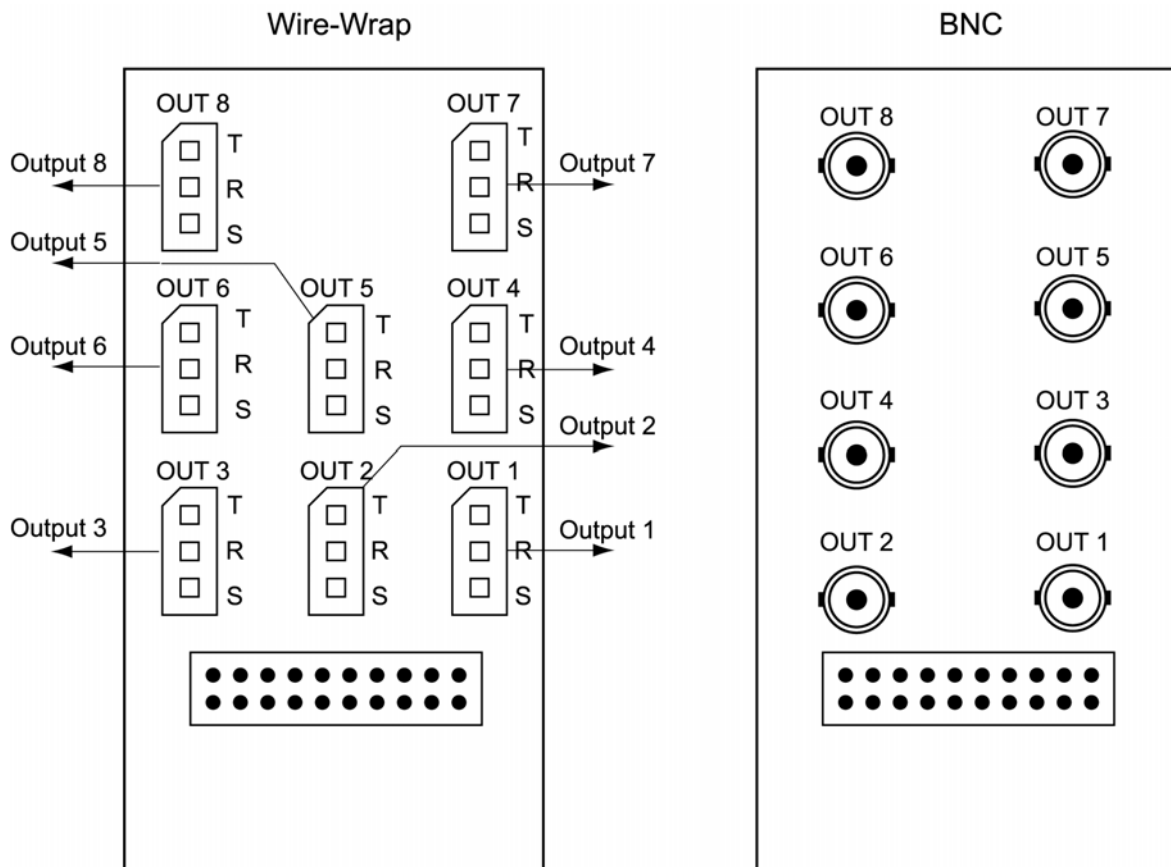 Wire-Wrap
OUT 8
OUT 7
T
T
Output 8
R
R
Output 7
S
S
Output 5
OUT 6
OUT 5
OUT 4
T
T
T
Output 6
R
R
R
Output 4
S
S
S
Output 2
OUT 3
OUT 2
OUT 1
T
T
T
Output 3
R
R
R
Output 1
S
S
S
BNC
OUT 8
OUT 7
OUT 6
OUT 5
OUT 4
OUT 3
OUT 2
OUT 1